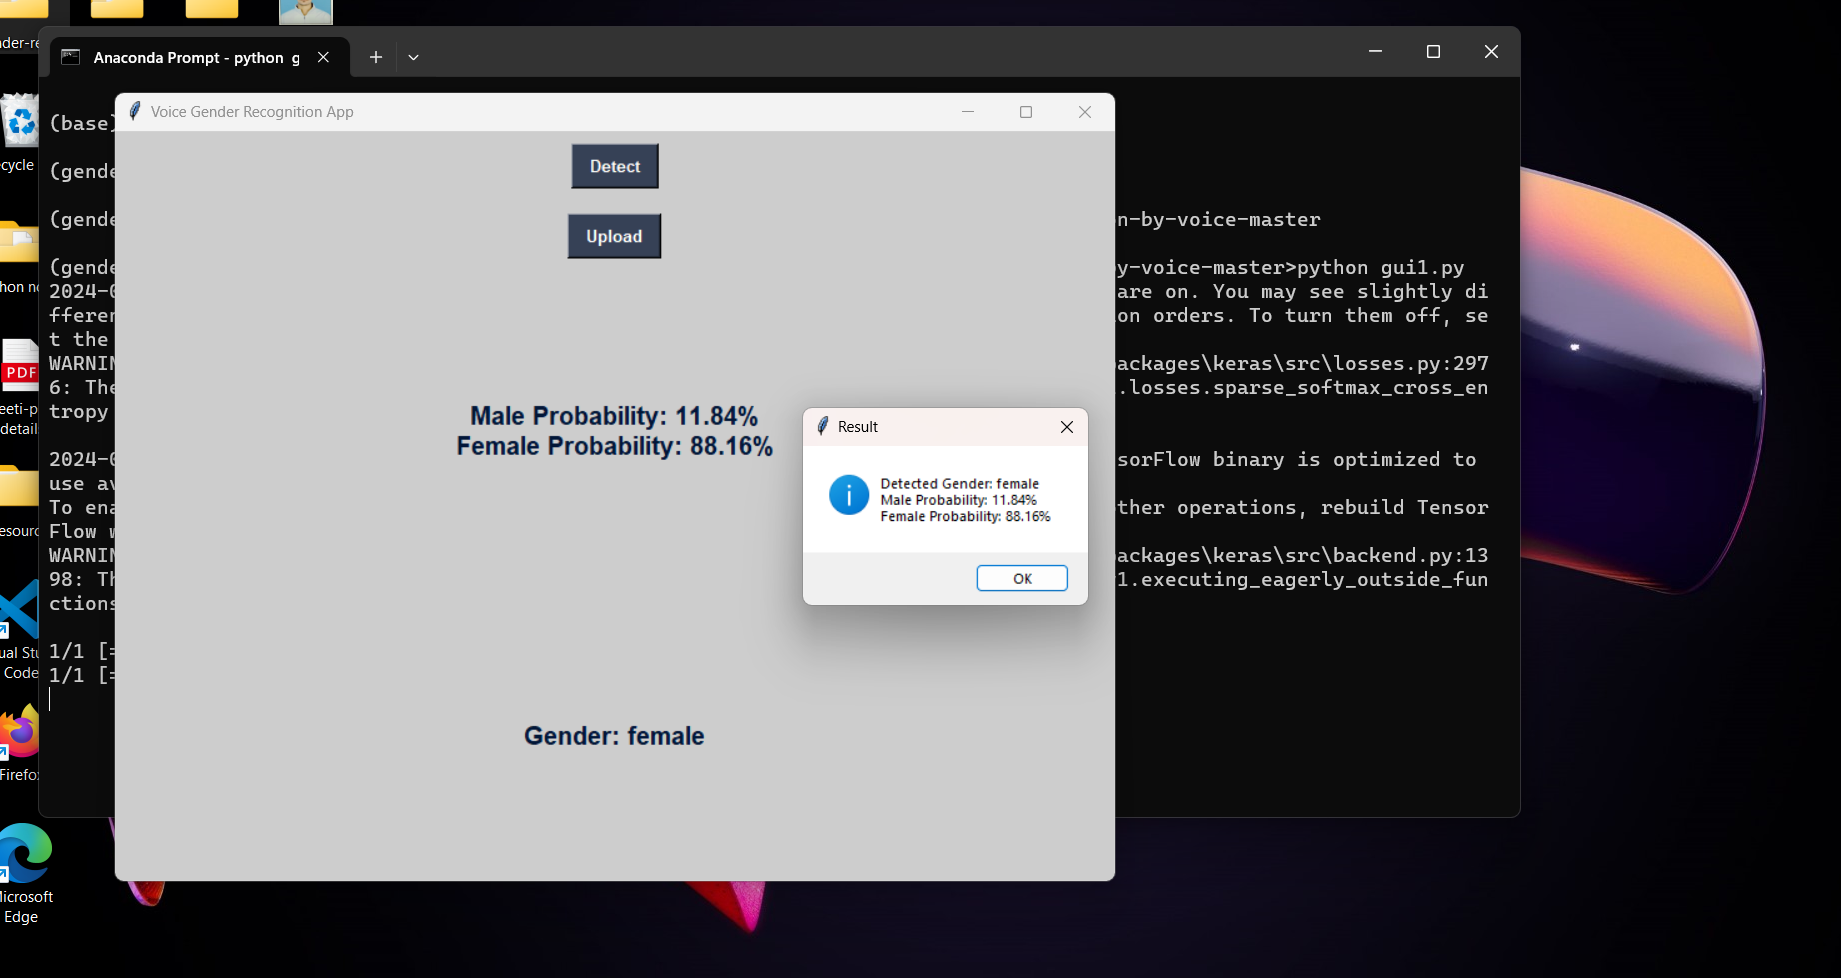 Anaconda Prompt - python g
Voice Gender Recognition App
Detect
Upload
Male Probability: 11.84%
Female Probability: 88.16%
Gender: female
Result
Detected Gender: female
Male Probability: 11.84%
Female Probability: 88.16%
OK
(base)
(gende
(gende
n-by-voice-master
(gende
y-voice-master>python gui1.py
2024-0
are on. You may see slightly di
fferen
on orders. To turn them off, se
t the
WARNIN
ackages\keras\src\losses.py:297
6: The
.losses.sparse_softmax_cross_en
tropy
2024-0
sorFlow binary is optimized to
use av
To ena
ther operations, rebuild Tensor
Flow w
WARNIN
ackages\keras\src\backend.py:13
98: Th
1.executing_eagerly_outside_fun
ctions
1/1 [=
1/1 [=
nder-re
ecycle
hon no
PDF
eeti-p
detail
esourc
ual Stu
Code
Firefox
Microsoft
Edge